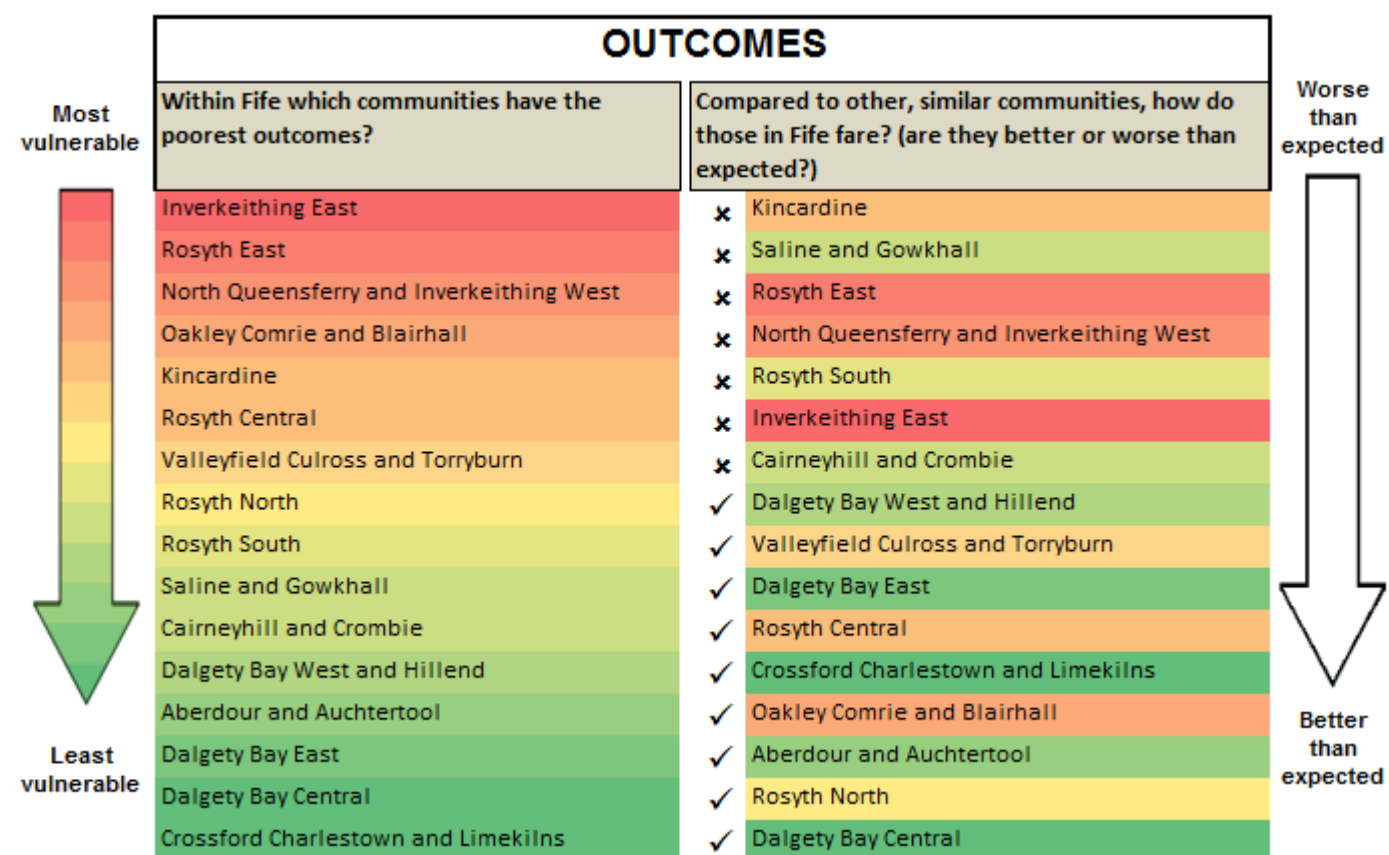 OUTCOMES
Most
vulnerable
Within Fife which communities have the
poorest outcomes?
Compared to other, similar communities, how do
those in Fife fare? (are they better or worse than
expected?)
Worse
than
expected
Inverkeithing East
✘ Kincardine
Rosyth East
✘ Saline and Gowkhall
North Queensferry and Inverkeithing West
✘ Rosyth East
Oakley Comrie and Blairhall
✘ North Queensferry and Inverkeithing West
Kincardine
✘ Rosyth South
Rosyth Central
✘ Inverkeithing East
Valleyfield Culross and Torryburn
✘ Cairneyhill and Crombie
Rosyth North
✓ Dalgety Bay West and Hillend
Rosyth South
✓ Valleyfield Culross and Torryburn
Saline and Gowkhall
✓ Dalgety Bay East
Cairneyhill and Crombie
✓ Rosyth Central
Dalgety Bay West and Hillend
✓ Crossford Charlestown and Limekilns
Aberdour and Auchtertool
✓ Oakley Comrie and Blairhall
Dalgety Bay East
✓ Aberdour and Auchtertool
Dalgety Bay Central
✓ Rosyth North
Crossford Charlestown and Limekilns
✓ Dalgety Bay Central
Least
vulnerable
Better
than
expected